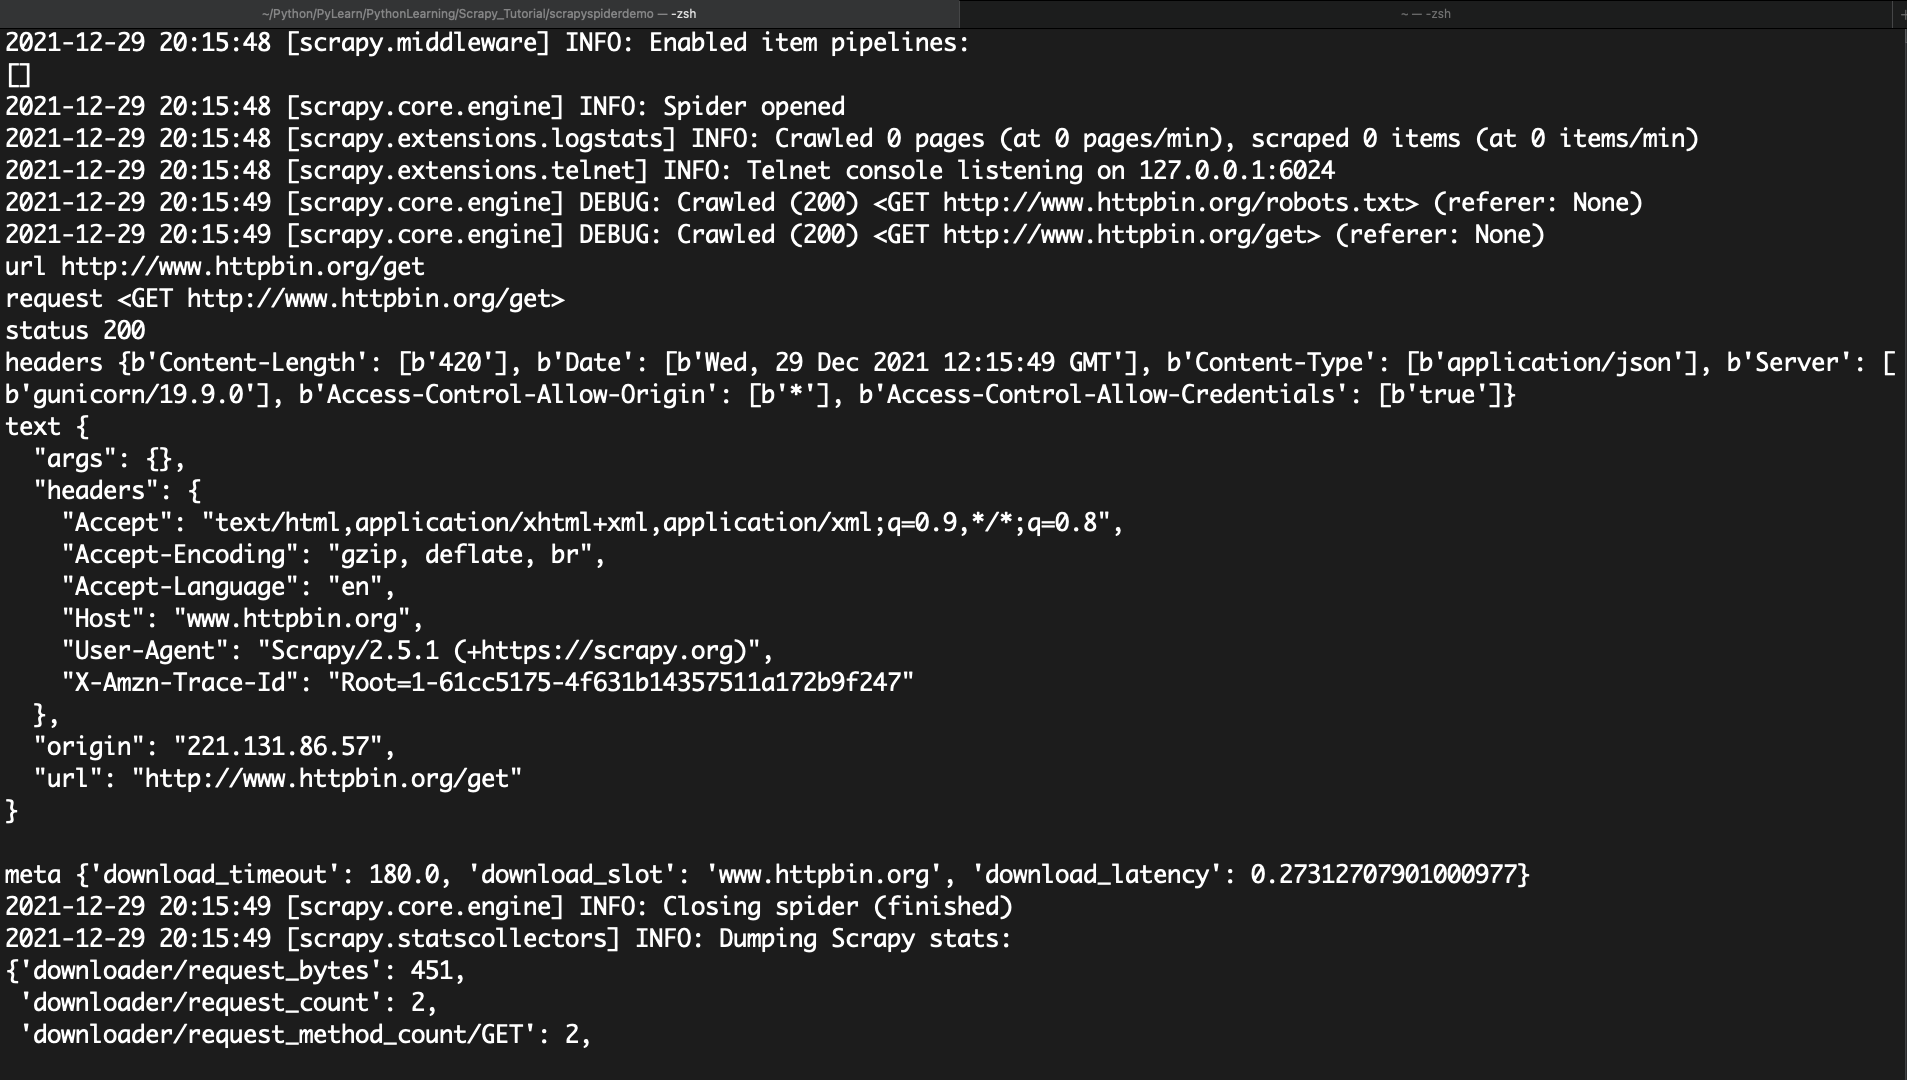 ~/Python/PyLearn/PythonLearning/Scrapy_Tutorial/scrapyspiderdemo — -zsh
~ — -zsh
+
2021-12-29 20:15:48 [scrapy.middleware] INFO: Enabled item pipelines:
[]
2021-12-29 20:15:48 [scrapy.core.engine] INFO: Spider opened
2021-12-29 20:15:48 [scrapy.extensions.logstats] INFO: Crawled 0 pages (at 0 pages/min), scraped 0 items (at 0 items/min)
2021-12-29 20:15:48 [scrapy.extensions.telnet] INFO: Telnet console listening on 127.0.0.1:6024
2021-12-29 20:15:49 [scrapy.core.engine] DEBUG: Crawled (200) <GET http://www.httpbin.org/robots.txt> (referer: None)
2021-12-29 20:15:49 [scrapy.core.engine] DEBUG: Crawled (200) <GET http://www.httpbin.org/get> (referer: None)
url http://www.httpbin.org/get
request <GET http://www.httpbin.org/get>
status 200
headers {b'Content-Length': [b'420'], b'Date': [b'Wed, 29 Dec 2021 12:15:49 GMT'], b'Content-Type': [b'application/json'], b'Server': [
b'gunicorn/19.9.0'], b'Access-Control-Allow-Origin': [b'*'], b'Access-Control-Allow-Credentials': [b'true']}
text {
  "args": {},
  "headers": {
    "Accept": "text/html,application/xhtml+xml,application/xml;q=0.9,*/*;q=0.8",
    "Accept-Encoding": "gzip, deflate, br",
    "Accept-Language": "en",
    "Host": "www.httpbin.org",
    "User-Agent": "Scrapy/2.5.1 (+https://scrapy.org)",
    "X-Amzn-Trace-Id": "Root=1-61cc5175-4f631b14357511a172b9f247"
  },
  "origin": "221.131.86.57",
  "url": "http://www.httpbin.org/get"
}
meta {'download_timeout': 180.0, 'download_slot': 'www.httpbin.org', 'download_latency': 0.27312707901000977}
2021-12-29 20:15:49 [scrapy.core.engine] INFO: Closing spider (finished)
2021-12-29 20:15:49 [scrapy.statscollectors] INFO: Dumping Scrapy stats:
{'downloader/request_bytes': 451,
 'downloader/request_count': 2,
 'downloader/request_method_count/GET': 2,